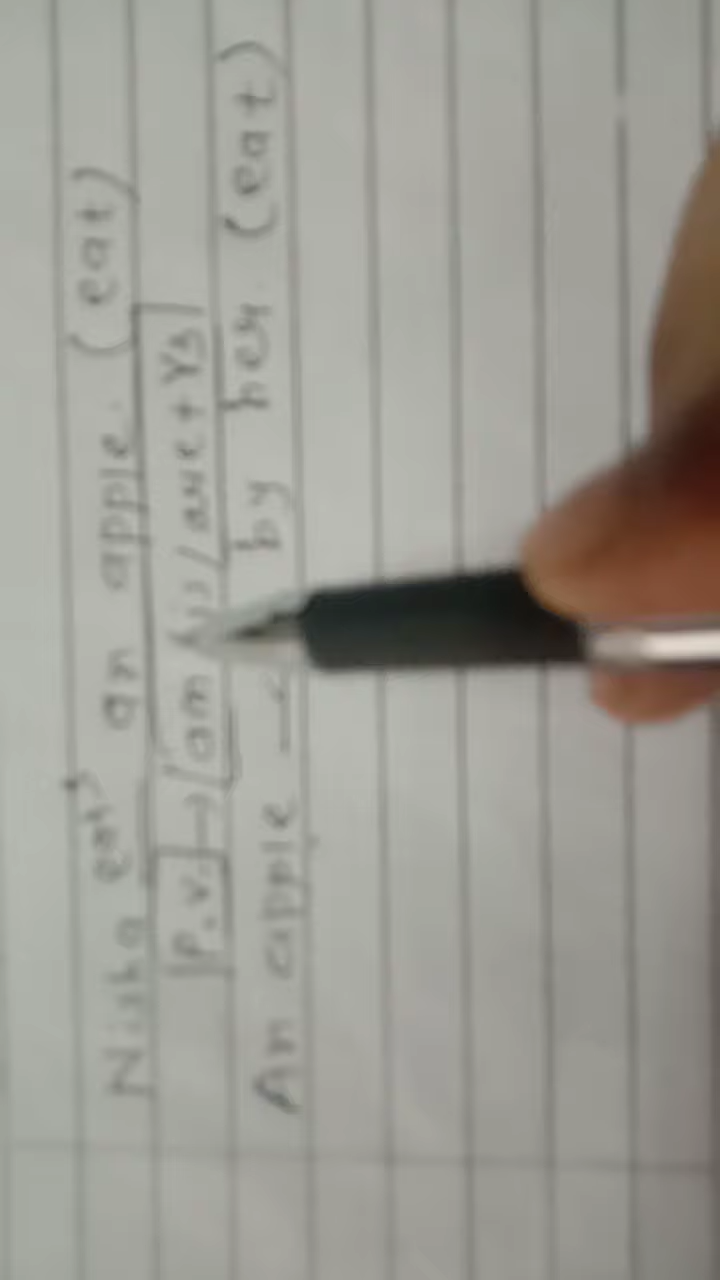 Nisha eats an apple. (eat)
P.V. → am/is/are+V3
An apple — by her. (eat)